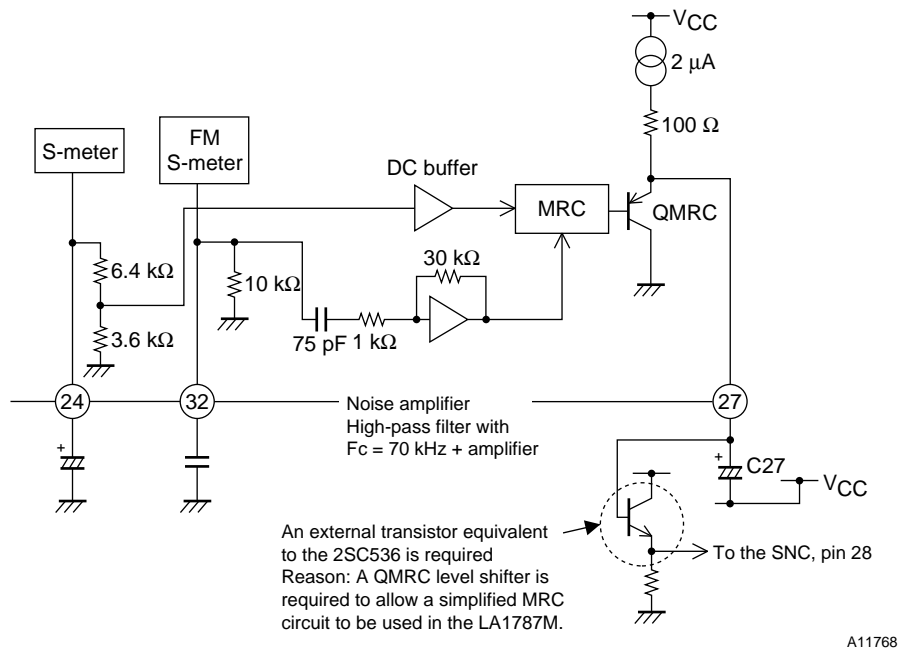 VCC
2 µA
100 Ω
S-meter
FM
S-meter
DC buffer
MRC
QMRC
6.4 kΩ
30 kΩ
10 kΩ
3.6 kΩ
75 pF 1 kΩ
24
32
27
Noise amplifier
High-pass filter with
Fc = 70 kHz + amplifier
+
+
C27
VCC
An external transistor equivalent
to the 2SC536 is required
Reason: A QMRC level shifter is
required to allow a simplified MRC
circuit to be used in the LA1787M.
To the SNC, pin 28
A11768